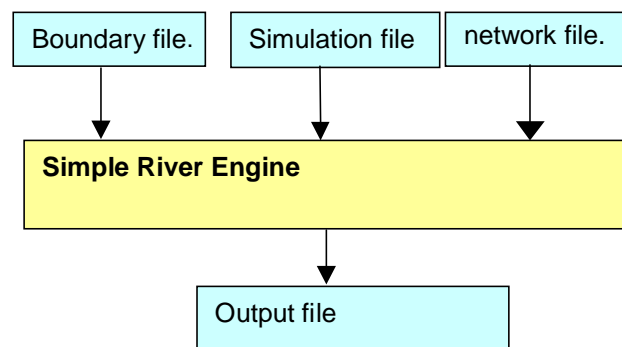 Boundary file.
Simulation file
network file.
Simple River Engine
Output file